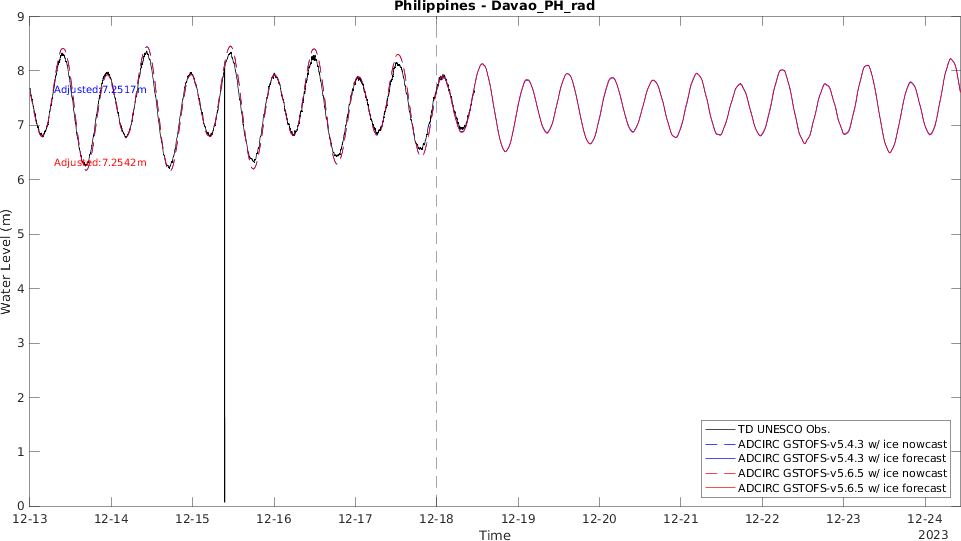 Philippines - Davao_PH_rad
9
8
7
6
5
4
3
2
1
0
Water Level (m)
Adjusted:7.2517m
Adjusted:7.2542m
TD UNESCO Obs.
ADCIRC GSTOFS-v5.4.3 w/ ice nowcast
ADCIRC GSTOFS-v5.4.3 w/ ice forecast
ADCIRC GSTOFS-v5.6.5 w/ ice nowcast
ADCIRC GSTOFS-v5.6.5 w/ ice forecast
12-13 12-14 12-15 12-16 12-17 12-18 12-19 12-20 12-21 12-22 12-23 12-24
Time
2023